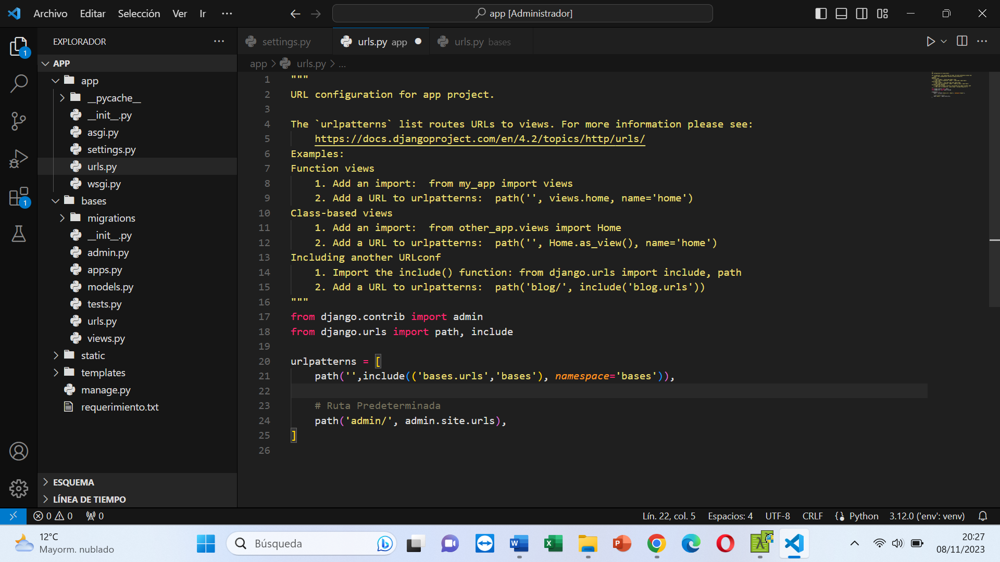 Archivo Editar Selección Ver Ir ···
app [Administrador]
EXPLORADOR
APP
app
__pycache__
__init__.py
asgi.py
settings.py
urls.py
wsgi.py
bases
migrations
__init__.py
admin.py
apps.py
models.py
tests.py
urls.py
views.py
static
templates
manage.py
requerimiento.txt
ESQUEMA
LÍNEA DE TIEMPO
1
1
settings.py
urls.py app
urls.py bases
app > urls.py > ...
1 """
2 URL configuration for app project.
3
4 The `urlpatterns` list routes URLs to views. For more information please see:
5 https://docs.djangoproject.com/en/4.2/topics/http/urls/
6 Examples:
7 Function views
8 1. Add an import:  from my_app import views
9 2. Add a URL to urlpatterns:  path('', views.home, name='home')
10 Class-based views
11 1. Add an import:  from other_app.views import Home
12 2. Add a URL to urlpatterns:  path('', Home.as_view(), name='home')
13 Including another URLconf
14 1. Import the include() function: from django.urls import include, path
15 2. Add a URL to urlpatterns:  path('blog/', include('blog.urls'))
16 """
17 from django.contrib import admin
18 from django.urls import path, include
19
20 urlpatterns = [
21 path('',include(('bases.urls','bases'), namespace='bases')),
22
23 # Ruta Predeterminada
24 path('admin/', admin.site.urls),
25 ]
26
0 0 0
Lín. 22, col. 5 Espacios: 4 UTF-8 CRLF Python 3.12.0 ('env': venv)
12°C
Mayorm. nublado
Búsqueda
20:27
08/11/2023